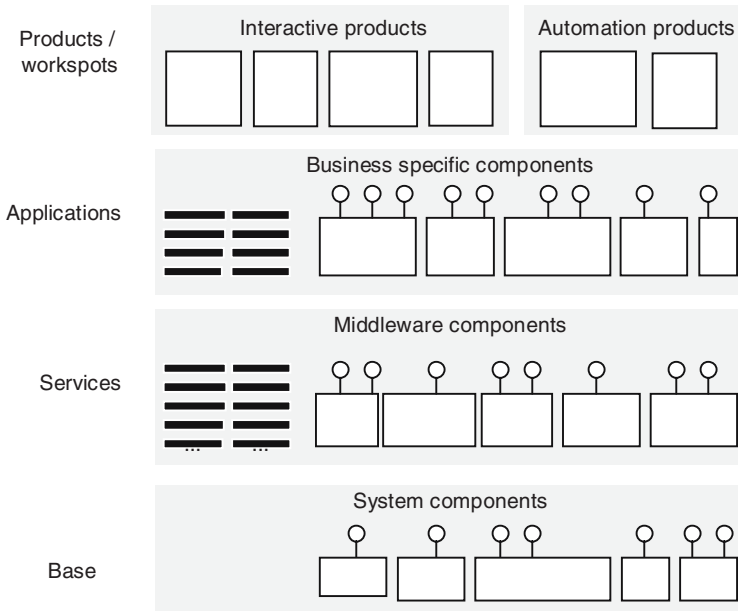 Products /
workspots
Interactive products
Automation products
Applications
Business specific components
Services
Middleware components
...
...
Base
System components